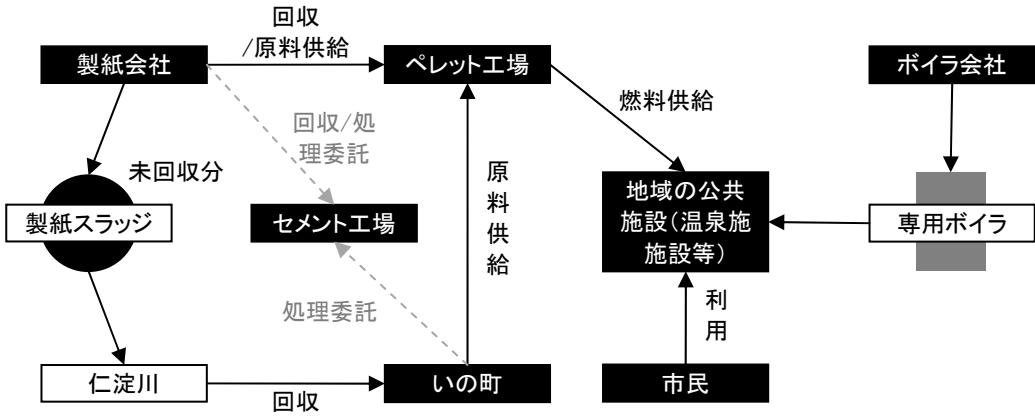 回収
/原料供給
製紙会社
ペレット工場
ボイラ会社
燃料供給
回収/処
理委託
未回収分
原料供給
製紙スラッジ
セメント工場
地域の公共
施設（温泉施
施設等）
専用ボイラ
処理委託
利用
仁淀川
回収
いの町
市民